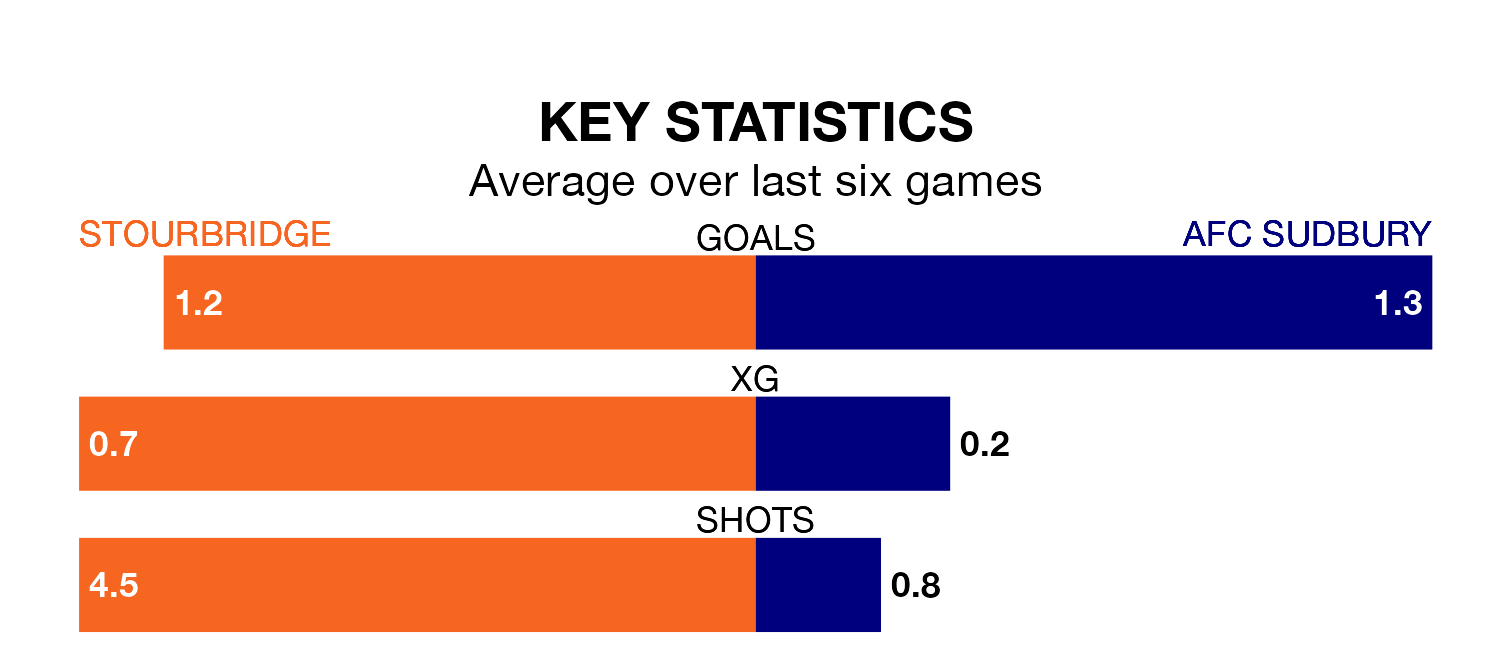 KEY STATISTICS
Average over last six games
STOURBRIDGE
GOALS
AFC SUDBURY
1.2
1.3
XG
0.7
0.2
SHOTS
4.5
0.8